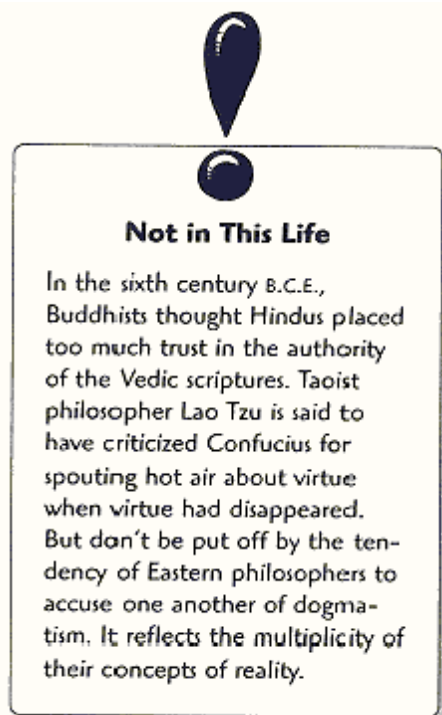 Not in This Life
In the sixth century B.C.E.,
Buddhists thought Hindus placed
too much trust in the authority
of the Vedic scriptures. Taoist
philosopher Lao Tzu is said to
have criticized Confucius for
spouting hot air about virtue
when virtue had disappeared.
But don't be put off by the ten-
dency of Eastern philosophers to
accuse one another of dogma-
tism. It reflects the multiplicity of
their concepts of reality.